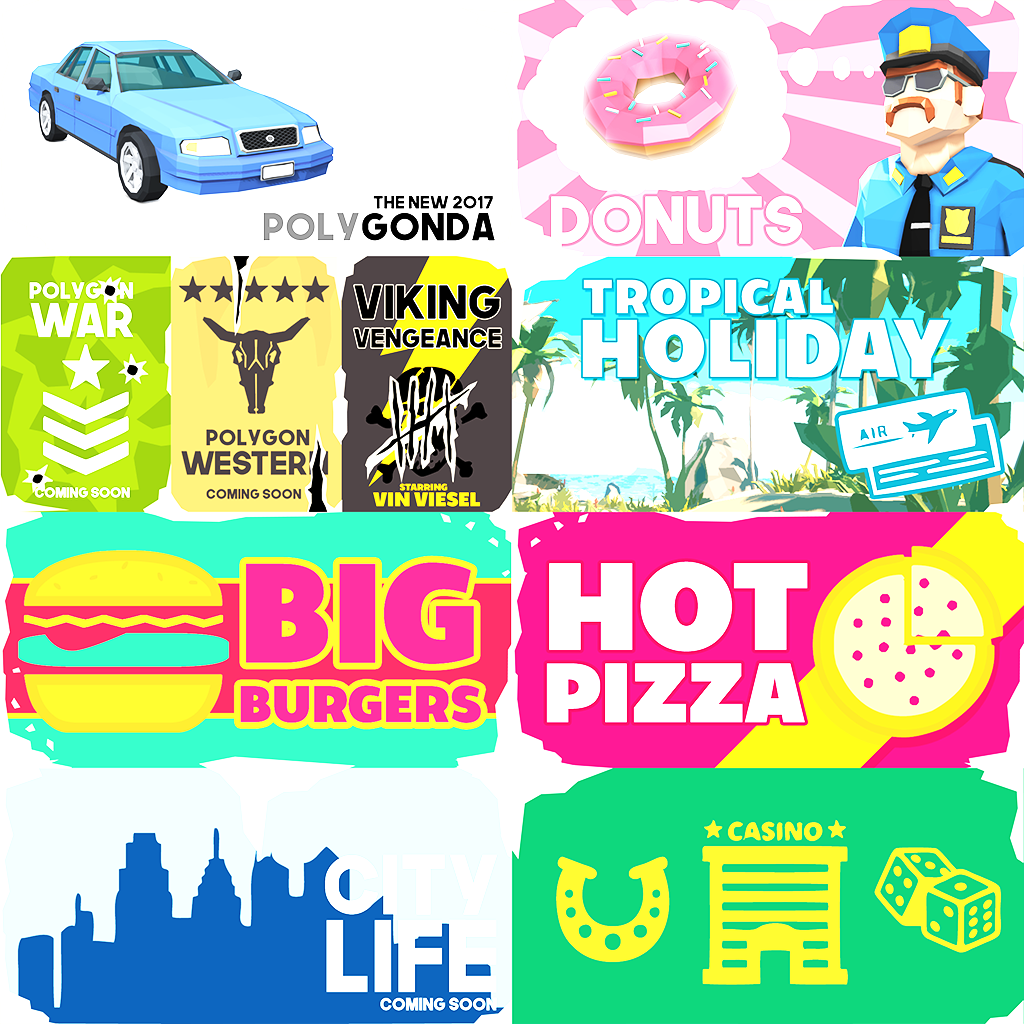 THE NEW 2017
POLYGONDA
DONUTS
POLYGON
WAR
COMING SOON
POLYGON
WESTERN
COMING SOON
VIKING
VENGEANCE
STARRING
VIN VIESEL
TROPICAL
HOLIDAY
AIR
BIG
BURGERS
HOT
PIZZA
CITY
LIFE
COMING SOON
CASINO